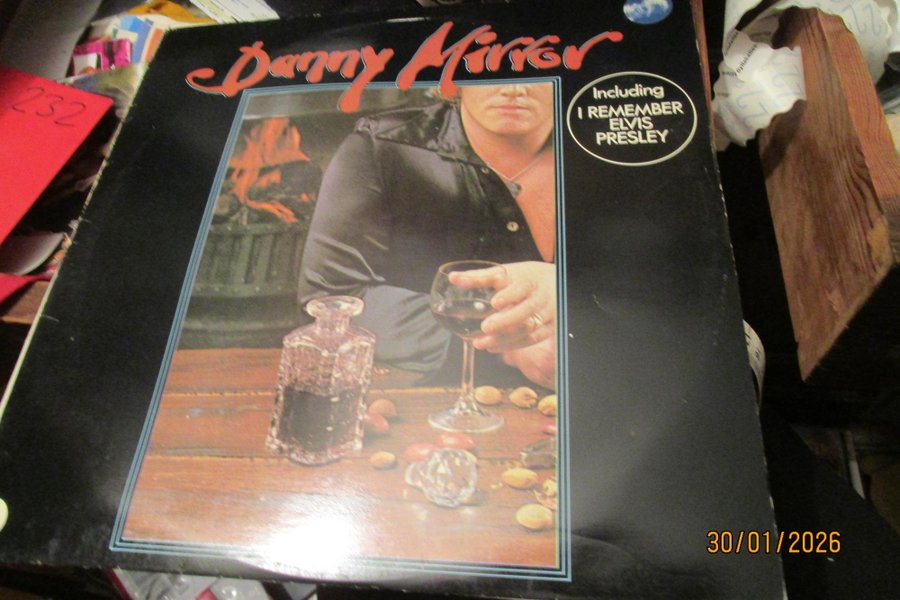 Danny Mirror
Including
I REMEMBER
ELVIS
PRESLEY
232
30/01/2026